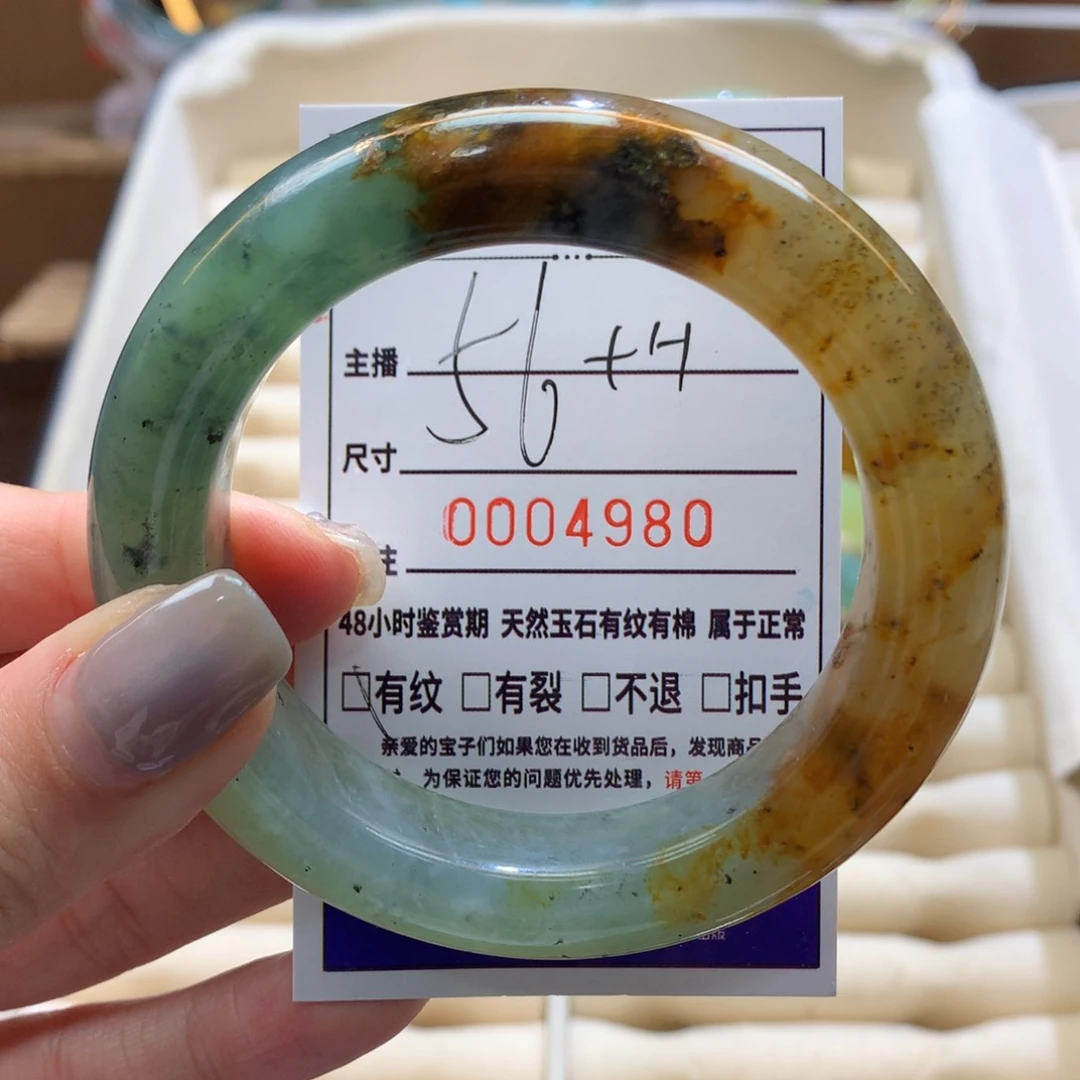 主播
56+4
尺寸
0004980
48小时鉴赏期 天然玉石有纹有棉 属于正常
□有纹 □有裂 □不退 □扣手
亲爱的宝子们如果您在收到货品后，发现商品
为保证您的问题优先处理，请第